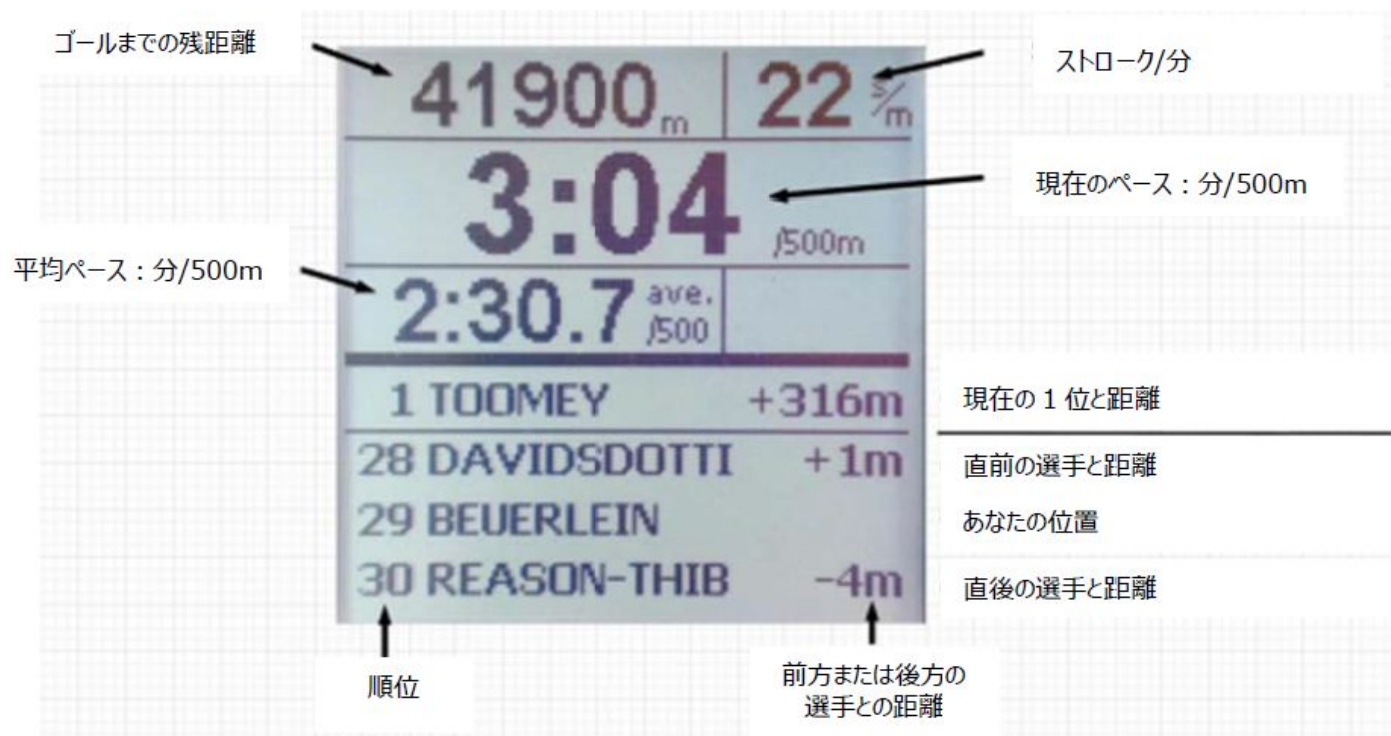 ゴールまでの残距離
41900 m
22 s/m
ストローク/分
3:04 /500m
現在のペース：分/500m
平均ペース：分/500m
2:30.7 ave. /500
1 TOOMEY +316m
現在の1位と距離
28 DAVIDSDOTTI +1m
直前の選手と距離
29 BEUERLEIN
あなたの位置
30 REASON-THIB -4m
直後の選手と距離
順位
前方または後方の
選手との距離